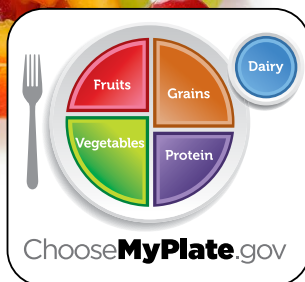 Fruits
Grains
Dairy
Vegetables
Protein
ChooseMyPlate.gov